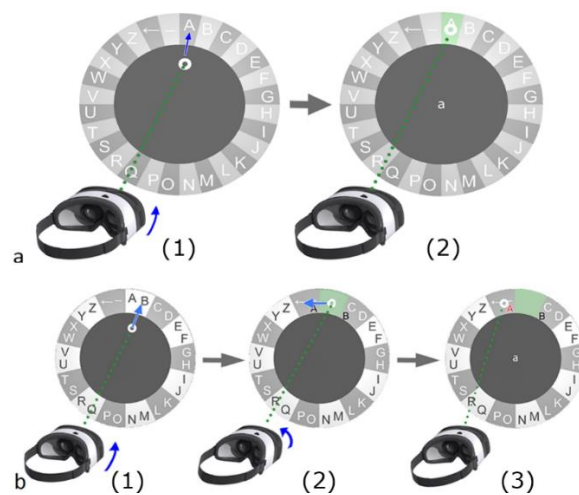 A B C D E F G H I J K L M N O P Q R S T U V W X Y Z ← –
A B C D E F G H I J K L M N O P Q R S T U V W X Y Z ← –
a
a
(1)
(2)
A B C D E F G H I J K L M N O P Q R S T U V W X Y Z ← –
A B C D E F G H I J K L M N O P Q R S T U V W X Y Z ← –
A B C D E F G H I J K L M N O P Q R S T U V W X Y Z ←
a
b
(1)
(2)
(3)